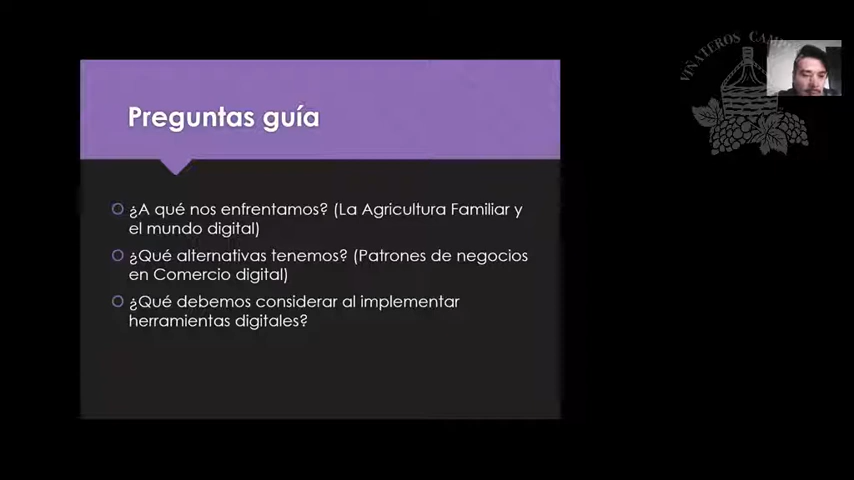 VIÑATEROS
Preguntas guía
¿A qué nos enfrentamos? (La Agricultura Familiar y
el mundo digital)
¿Qué alternativas tenemos? (Patrones de negocios
en Comercio digital)
¿Qué debemos considerar al implementar
herramientas digitales?